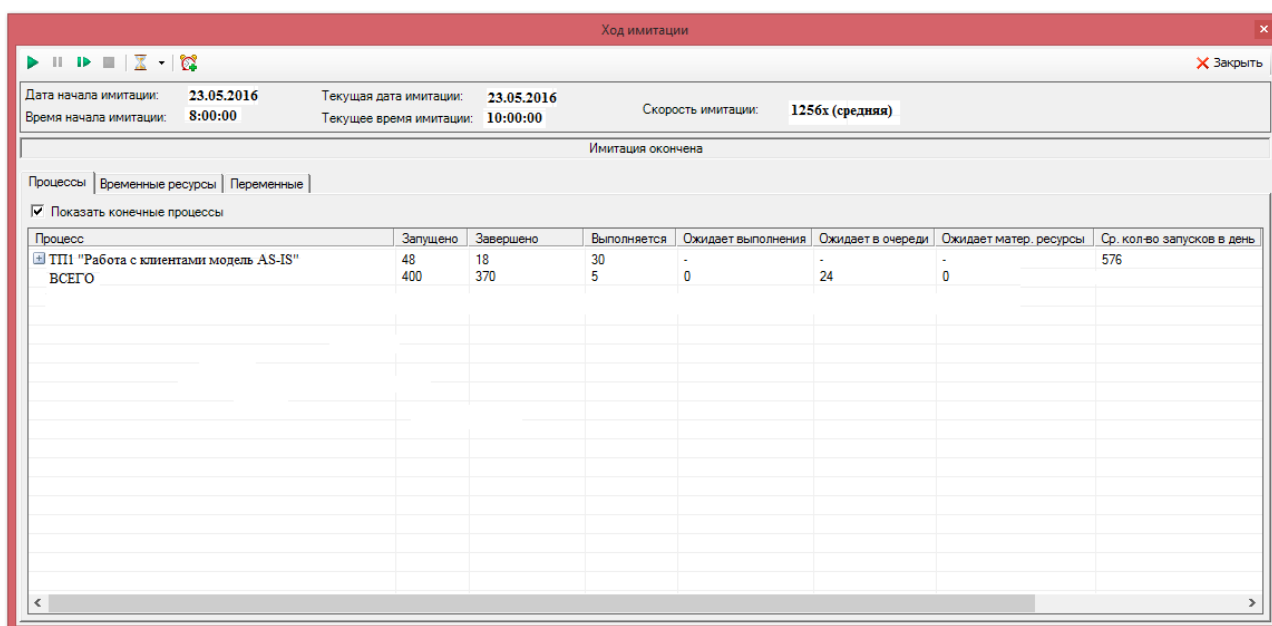 Ход имитации
Закрыть
Дата начала имитации: 23.05.2016 Текущая дата имитации: 23.05.2016
Скорость имитации: 1256x (средняя)
Время начала имитации: 8:00:00 Текущее время имитации: 10:00:00
Имитация окончена
Процессы Временные ресурсы Переменные
Показать конечные процессы
Процесс Запущено Завершено Выполняется Ожидает выполнения Ожидает в очереди Ожидает матер. ресурсы Ср. кол-во запусков в день
ТП1 "Работа с клиентами модель AS-IS" 48 18 30 - - - 576
ВСЕГО 400 370 5 0 24 0